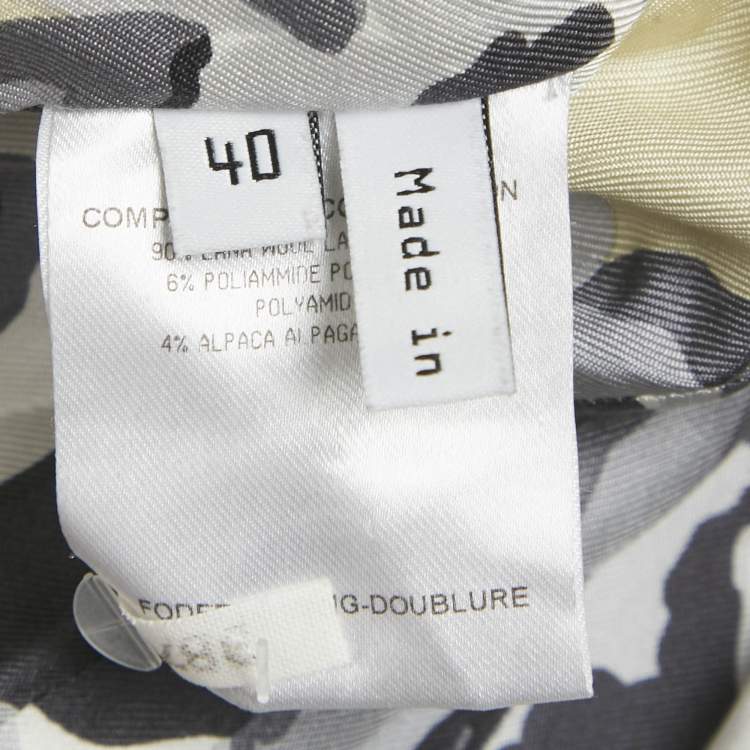 40
Made in
COMP
90% LANA WOOL LA
6% POLIAMMIDE PO
POLYAMID
4% ALPACA ALPAGA
FODE NG-DOUBLURE